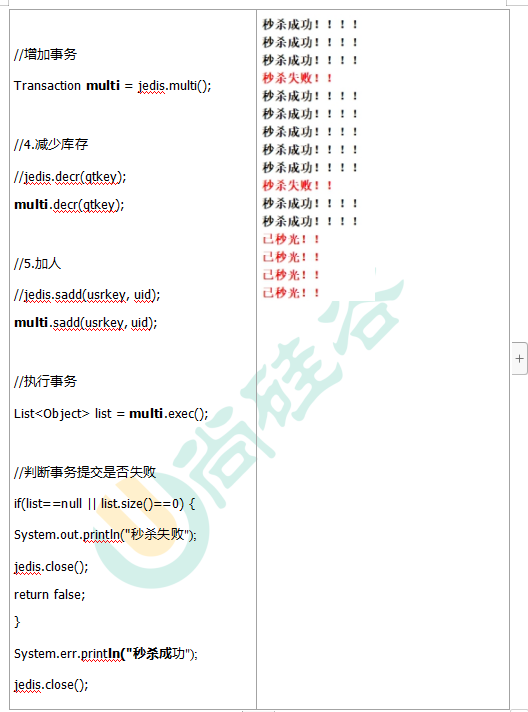 //增加事务
Transaction multi = jedis.multi();
//4.减少库存
//jedis.decr(qtkey);
multi.decr(qtkey);
//5.加人
//jedis.sadd(usrkey, uid);
multi.sadd(usrkey, uid);
//执行事务
List<Object> list = multi.exec();
//判断事务提交是否失败
if(list==null || list.size()==0) {
System.out.println("秒杀失败");
jedis.close();
return false;
}
System.err.println("秒杀成功");
jedis.close();
秒杀成功！！！！
秒杀成功！！！！
秒杀成功！！！！
秒杀失败！！
秒杀成功！！！！
秒杀成功！！！！
秒杀成功！！！！
秒杀成功！！！！
秒杀成功！！！！
秒杀失败！！
秒杀成功！！！！
秒杀成功！！！！
已秒光！！
已秒光！！
已秒光！！
已秒光！！
尚硅谷